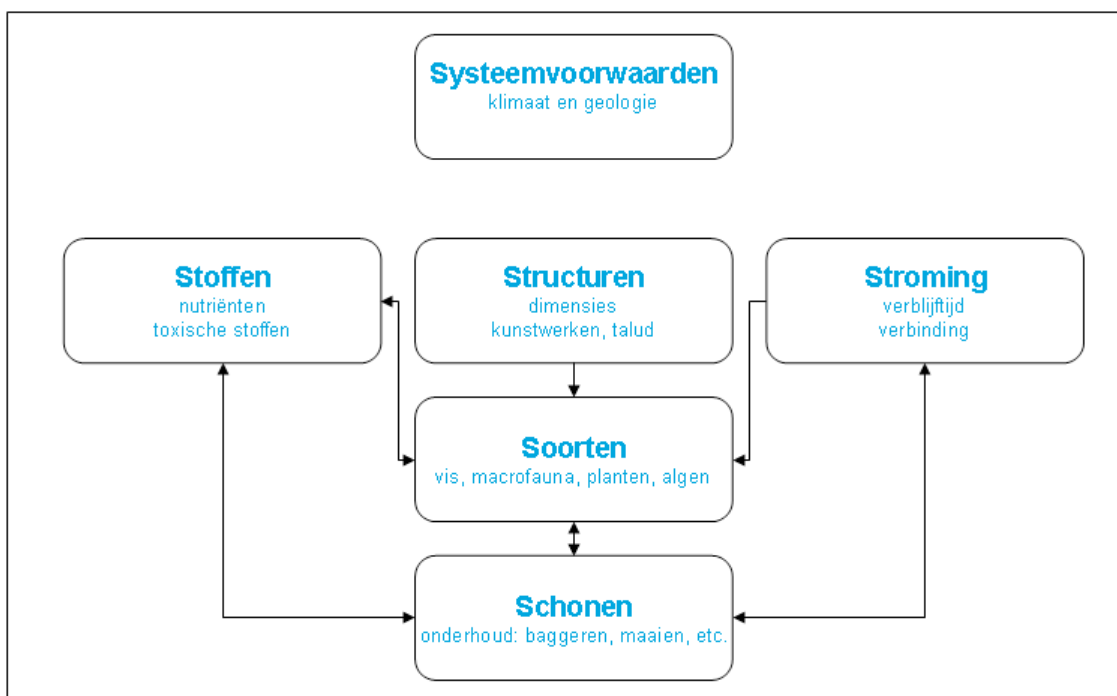 Systeemvoorwaarden
klimaat en geologie
Stoffen
nutriënten
toxische stoffen
Structuren
dimensies
kunstwerken, talud
Stroming
verblijftijd
verbinding
Soorten
vis, macrofauna, planten, algen
Schonen
onderhoud: baggeren, maaien, etc.